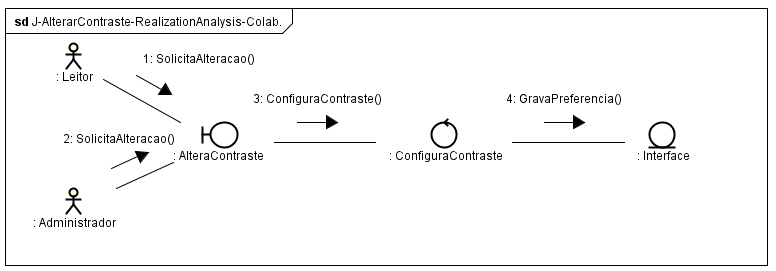 sd J-AlterarContraste-RealizationAnalysis-Colab.
1: SolicitaAlteracao()
: Leitor
3: ConfiguraContraste()
4: GravaPreferencia()
2: SolicitaAlteracao()
: AlteraContraste
: ConfiguraContraste
: Interface
: Administrador